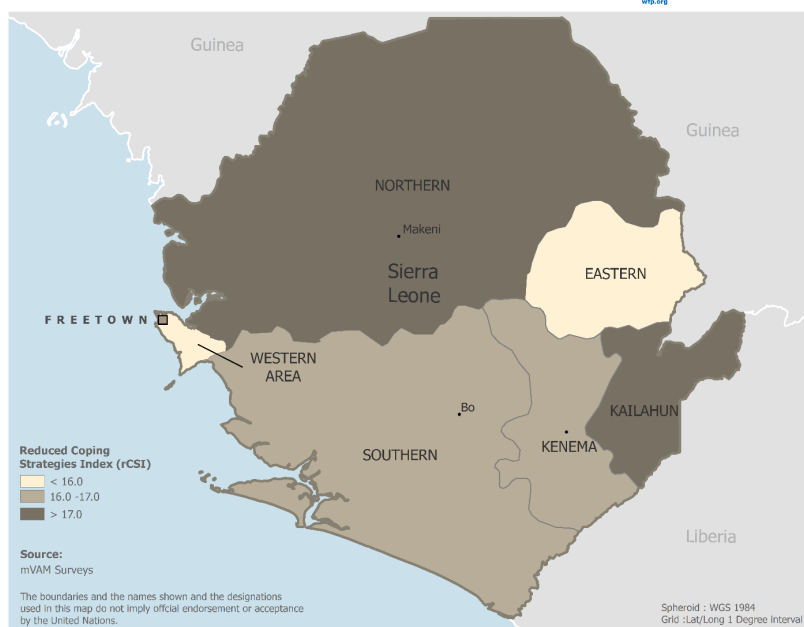 wfp.org
Guinea
Guinea
NORTHERN
Makeni
Sierra
Leone
EASTERN
FREETOWN
WESTERN
AREA
Bo
KAILAHUN
SOUTHERN
KENEMA
Reduced Coping
Strategies Index (rCSI)
< 16.0
16.0 -17.0
> 17.0
Liberia
Source:
mVAM Surveys
The boundaries and the names shown and the designations
used in this map do not imply offcial endorsement or acceptance
by the United Nations.
Spheroid : WGS 1984
Grid :Lat/Long 1 Degree interval